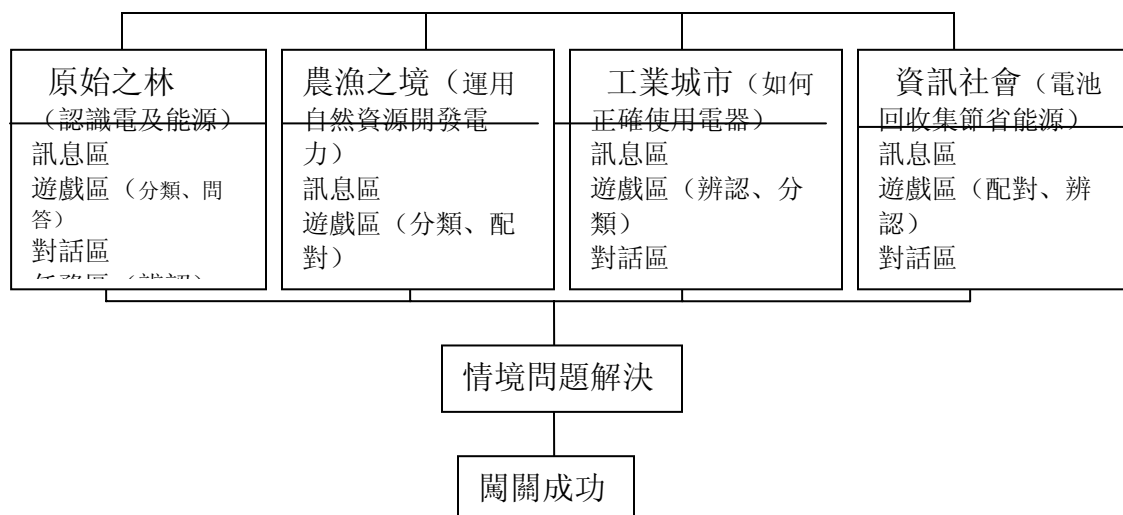 原始之林
(認識電及能源)
訊息區
遊戲區(分類、問
答)
對話區
任務區(辨認)
農漁之境(運用
自然資源開發電
力)
訊息區
遊戲區(分類、配
對)
工業城市(如何
正確使用電器)
訊息區
遊戲區(辨認、分
類)
對話區
資訊社會(電池
回收集節省能源)
訊息區
遊戲區(配對、辨
認)
對話區
情境問題解決
闖關成功